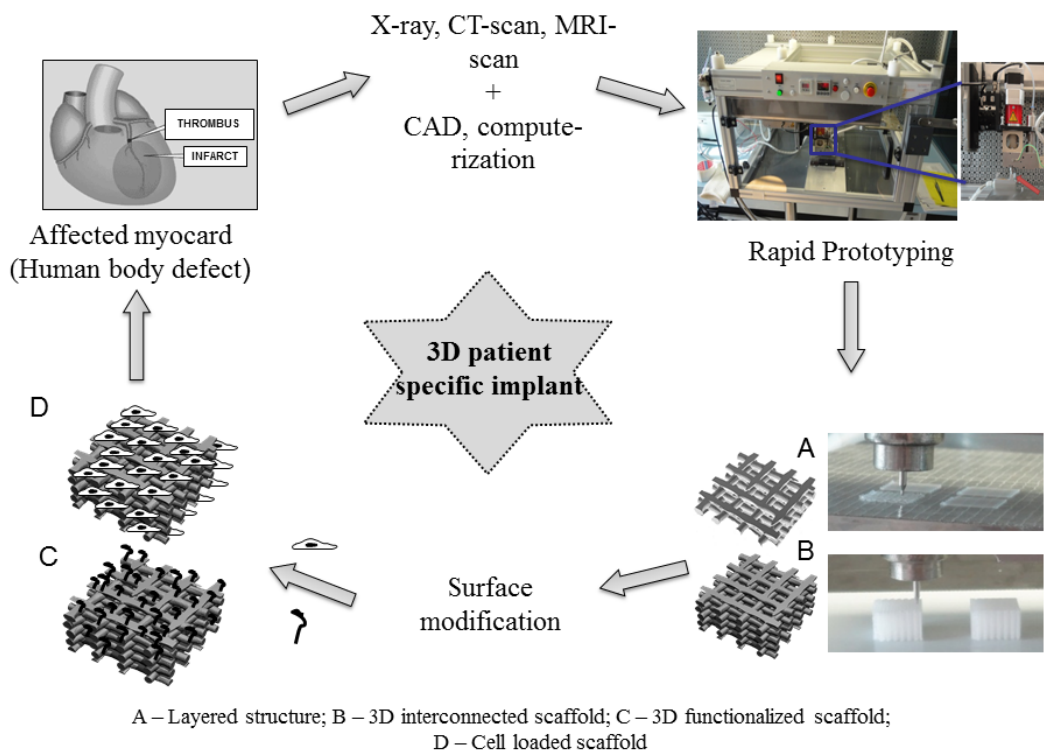 X-ray, CT-scan, MRI-
scan
+
CAD, compute-
rization
THROMBUS
INFARCT
Affected myocard
(Human body defect)
Rapid Prototyping
3D patient
specific implant
D
A
C
B
Surface
modification
A – Layered structure; B – 3D interconnected scaffold; C – 3D functionalized scaffold;
D – Cell loaded scaffold